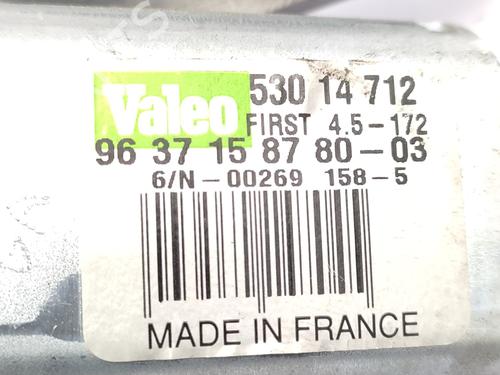 Valeo 530 14 712
FIRST 4.5-172
96 37 15 87 80-03
6/N-00269 158-5
MADE IN FRANCE